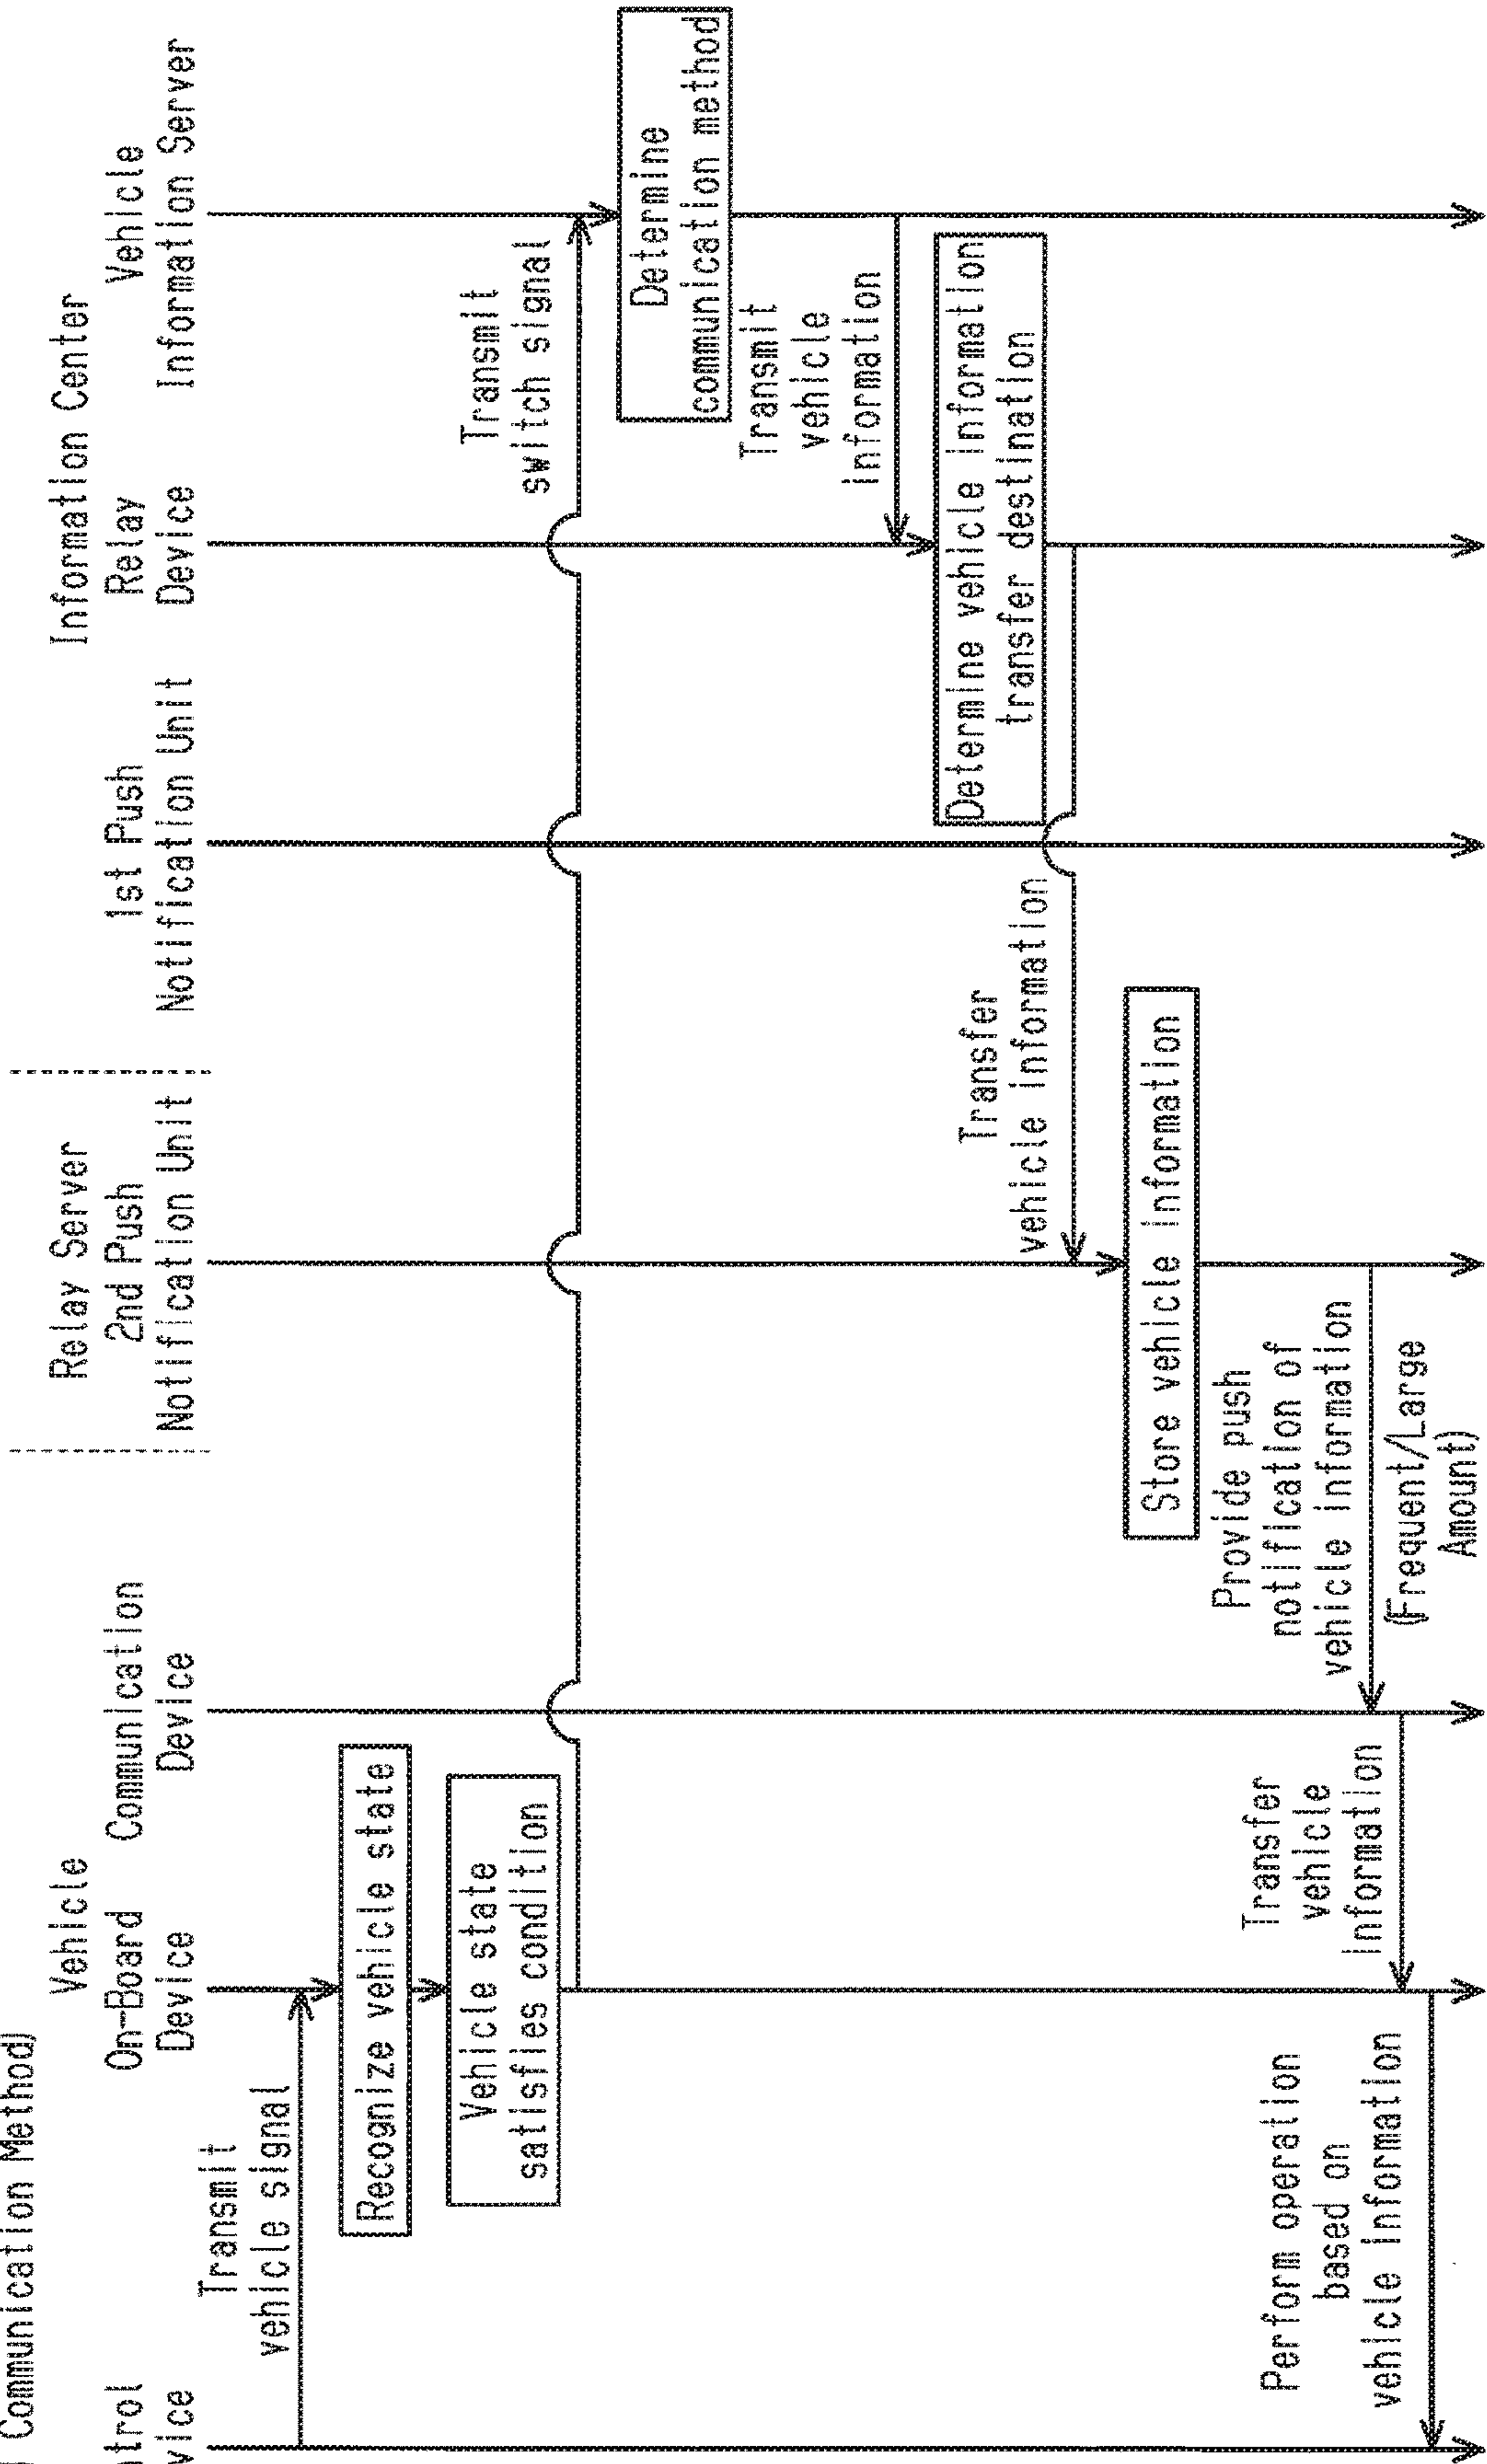 Communication Method)
Vehicle
Relay Server
Information Center
ntrol
vice
On-Board
Device
Communication
Device
2nd Push
Notification Unit
1st Push
Notification Unit
Relay
Device
Vehicle
Information Server
Transmit
vehicle signal
Recognize vehicle state
Vehicle state
satisfies condition
Transmit
switch signal
Determine
communication method
Transmit
vehicle
information
Determine vehicle information
transfer destination
Transfer
vehicle information
Store vehicle information
Provide push
notification of
vehicle information
(Frequent/Large
Amount)
Transfer
vehicle
information
Perform operation
based on
vehicle information